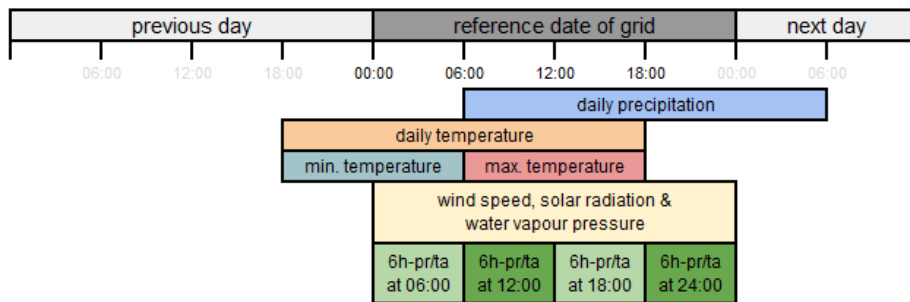 previous day reference date of grid next day
06:00 12:00 18:00 00:00 06:00 12:00 18:00 00:00 06:00
daily precipitation
daily temperature
min. temperature max. temperature
wind speed, solar radiation &
water vapour pressure
6h-pr/ta 6h-pr/ta 6h-pr/ta 6h-pr/ta
at 06:00 at 12:00 at 18:00 at 24:00